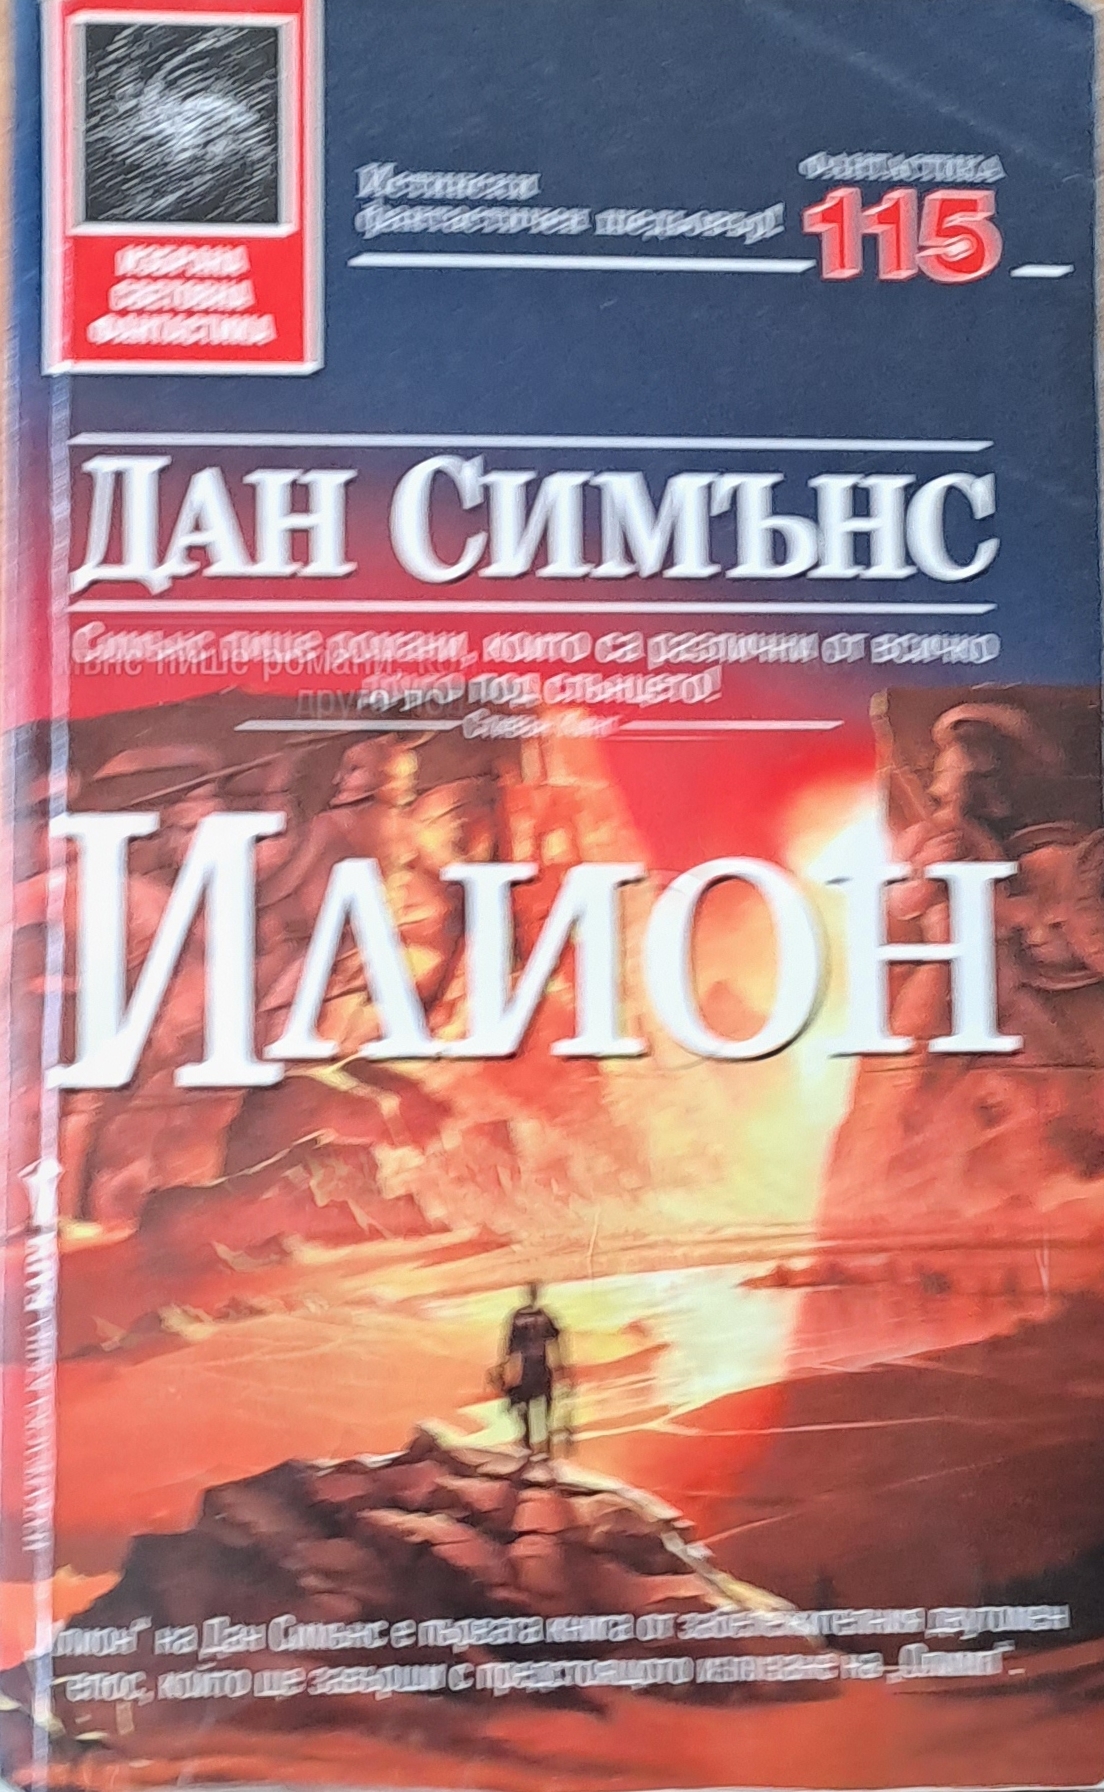 ИЗБРАНА
СВЕТОВНА
ФАНТАСТИКА
Истински
фантастичен шедьовър!
ФАНТАСТИКА
115
ДАН СИМЪНС
Симънс пише романи, които са различни от всичко
друго под слънцето!
Стивън Кинг
ИЛИОН
„Илион“ на Дан Симънс е първата книга от забележителния двутомен
епос, който ще завърши с предстоящото излизане на „Олимп“.